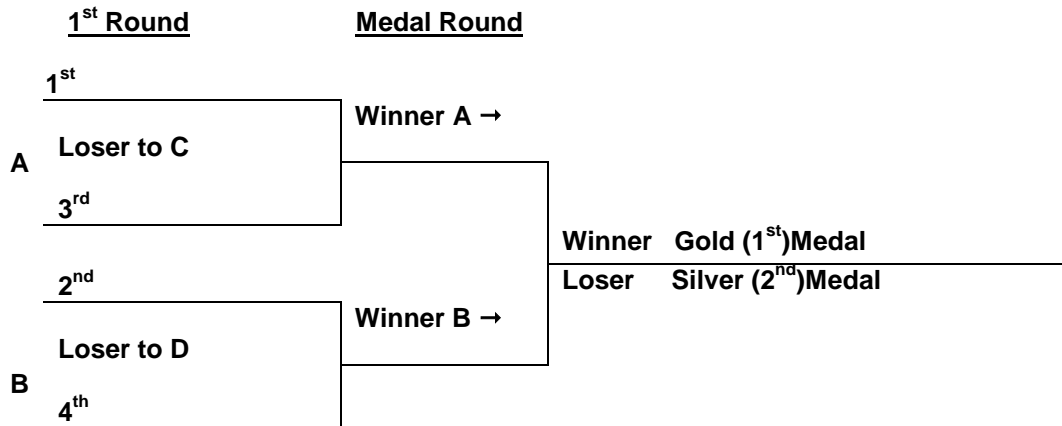 1st Round Medal Round
1st
Winner A →
Loser to C
A
3rd
Winner Gold (1st)Medal
2nd
Loser Silver (2nd)Medal
Winner B →
Loser to D
B
4th